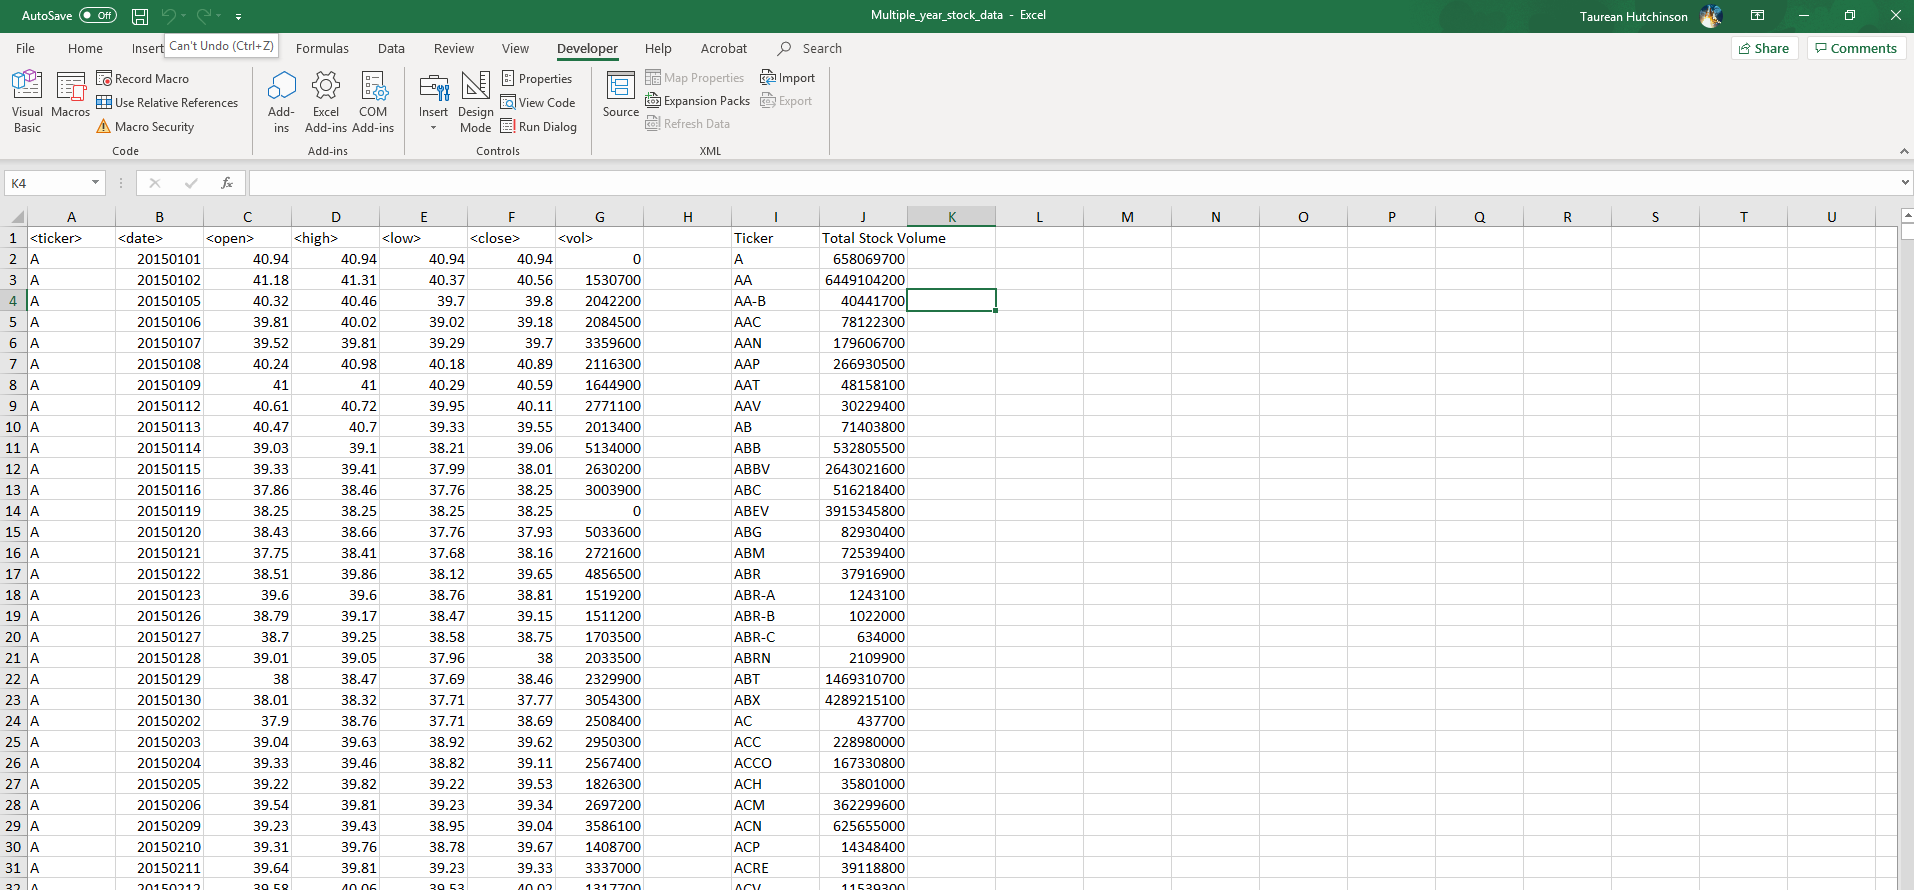 AutoSave Off Multiple_year_stock_data - Excel Taurean Hutchinson
File Home Insert Can't Undo (Ctrl+Z) Formulas Data Review View Developer Help Acrobat Search Share Comments
Visual Basic Macros Record Macro Use Relative References Macro Security Add-ins Excel Add-ins COM Add-ins Insert Design Mode Properties View Code Run Dialog Source Map Properties Expansion Packs Refresh Data Import Export
Code Add-ins Controls XML
K4 fx
A B C D E F G H I J K L M N O P Q R S T U
1 <ticker> <date> <open> <high> <low> <close> <vol> Ticker Total Stock Volume
2 A 20150101 40.94 40.94 40.94 40.94 0 A 658069700
3 A 20150102 41.18 41.31 40.37 40.56 1530700 AA 6449104200
4 A 20150105 40.32 40.46 39.7 39.8 2042200 AA-B 40441700
5 A 20150106 39.81 40.02 39.02 39.18 2084500 AAC 78122300
6 A 20150107 39.52 39.81 39.29 39.7 3359600 AAN 179606700
7 A 20150108 40.24 40.98 40.18 40.89 2116300 AAP 266930500
8 A 20150109 41 41 40.29 40.59 1644900 AAT 48158100
9 A 20150112 40.61 40.72 39.95 40.11 2771100 AAV 30229400
10 A 20150113 40.47 40.7 39.33 39.55 2013400 AB 71403800
11 A 20150114 39.03 39.1 38.21 39.06 5134000 ABB 532805500
12 A 20150115 39.33 39.41 37.99 38.01 2630200 ABBV 2643021600
13 A 20150116 37.86 38.46 37.76 38.25 3003900 ABC 516218400
14 A 20150119 38.25 38.25 38.25 38.25 0 ABEV 3915345800
15 A 20150120 38.43 38.66 37.76 37.93 5033600 ABG 82930400
16 A 20150121 37.75 38.41 37.68 38.16 2721600 ABM 72539400
17 A 20150122 38.51 39.86 38.12 39.65 4856500 ABR 37916900
18 A 20150123 39.6 39.6 38.76 38.81 1519200 ABR-A 1243100
19 A 20150126 38.79 39.17 38.47 39.15 1511200 ABR-B 1022000
20 A 20150127 38.7 39.25 38.58 38.75 1703500 ABR-C 634000
21 A 20150128 39.01 39.05 37.96 38 2033500 ABRN 2109900
22 A 20150129 38 38.47 37.69 38.46 2329900 ABT 1469310700
23 A 20150130 38.01 38.32 37.71 37.77 3054300 ABX 4289215100
24 A 20150202 37.9 38.76 37.71 38.69 2508400 AC 437700
25 A 20150203 39.04 39.63 38.92 39.62 2950300 ACC 228980000
26 A 20150204 39.33 39.46 38.82 39.11 2567400 ACCO 167330800
27 A 20150205 39.22 39.82 39.22 39.53 1826300 ACH 35801000
28 A 20150206 39.54 39.81 39.23 39.34 2697200 ACM 362299600
29 A 20150209 39.23 39.43 38.95 39.04 3586100 ACN 625655000
30 A 20150210 39.31 39.76 38.78 39.67 1408700 ACP 14348400
31 A 20150211 39.64 39.81 39.23 39.33 3337000 ACRE 39118800
32 A 20150212 39.58 40.06 39.53 40.02 1317700 ACV 11539300